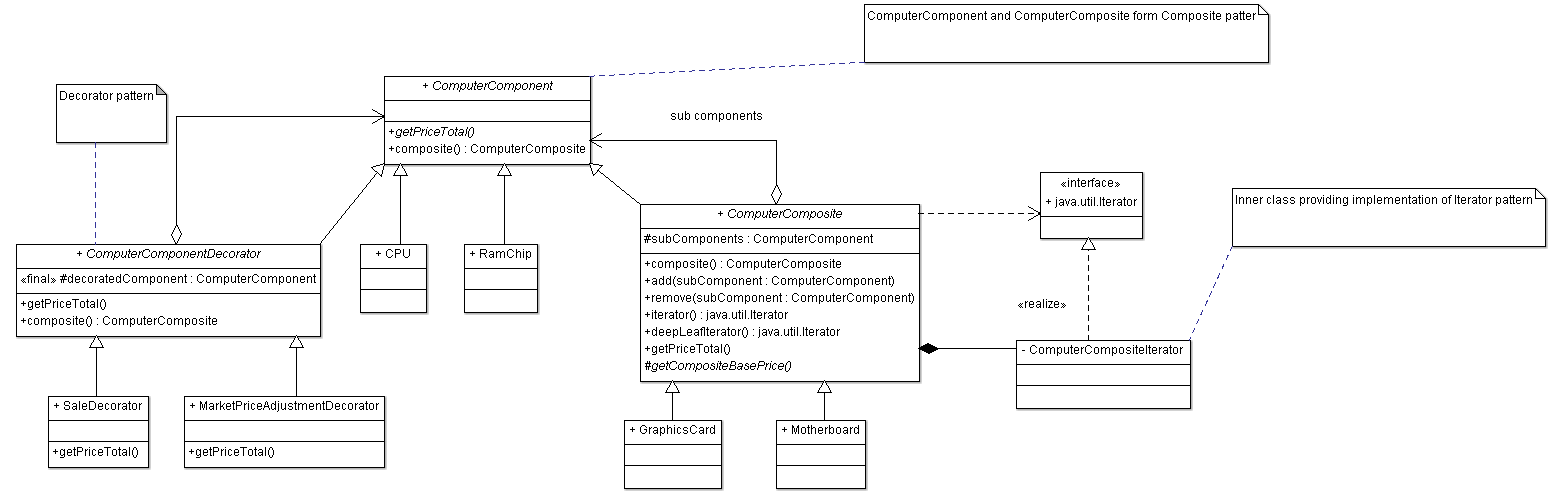 ComputerComponent and ComputerComposite form Composite patter
Decorator pattern
+ ComputerComponent
+getPriceTotal()
+composite() : ComputerComposite
sub components
«interface»
+ java.util.Iterator
Inner class providing implementation of Iterator pattern
+ ComputerComposite
#subComponents : ComputerComponent
+composite() : ComputerComposite
+add(subComponent : ComputerComponent)
+remove(subComponent : ComputerComponent)
+iterator() : java.util.Iterator
+deepLeafIterator() : java.util.Iterator
+getPriceTotal()
#getCompositeBasePrice()
+ ComputerComponentDecorator
«final» #decoratedComponent : ComputerComponent
+getPriceTotal()
+composite() : ComputerComposite
+ CPU
+ RamChip
«realize»
- ComputerCompositeIterator
+ SaleDecorator
+getPriceTotal()
+ MarketPriceAdjustmentDecorator
+getPriceTotal()
+ GraphicsCard
+ Motherboard